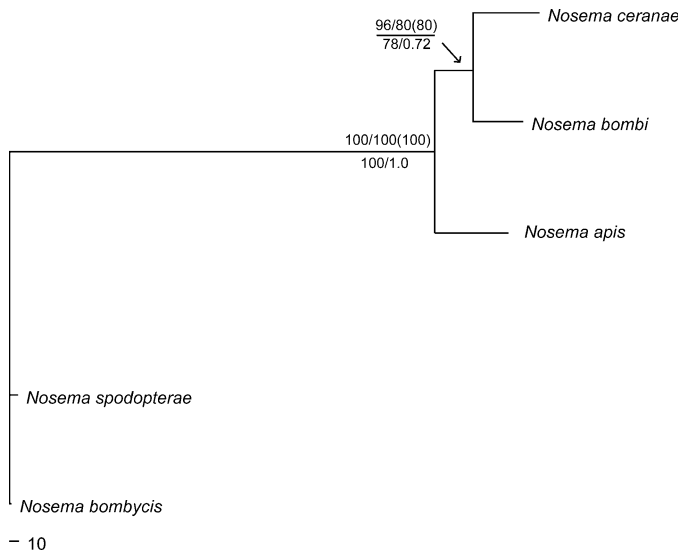 96/80(80)
78/0.72
Nosema ceranae
Nosema bombi
100/100(100)
100/1.0
Nosema apis
Nosema spodopterae
Nosema bombycis
10